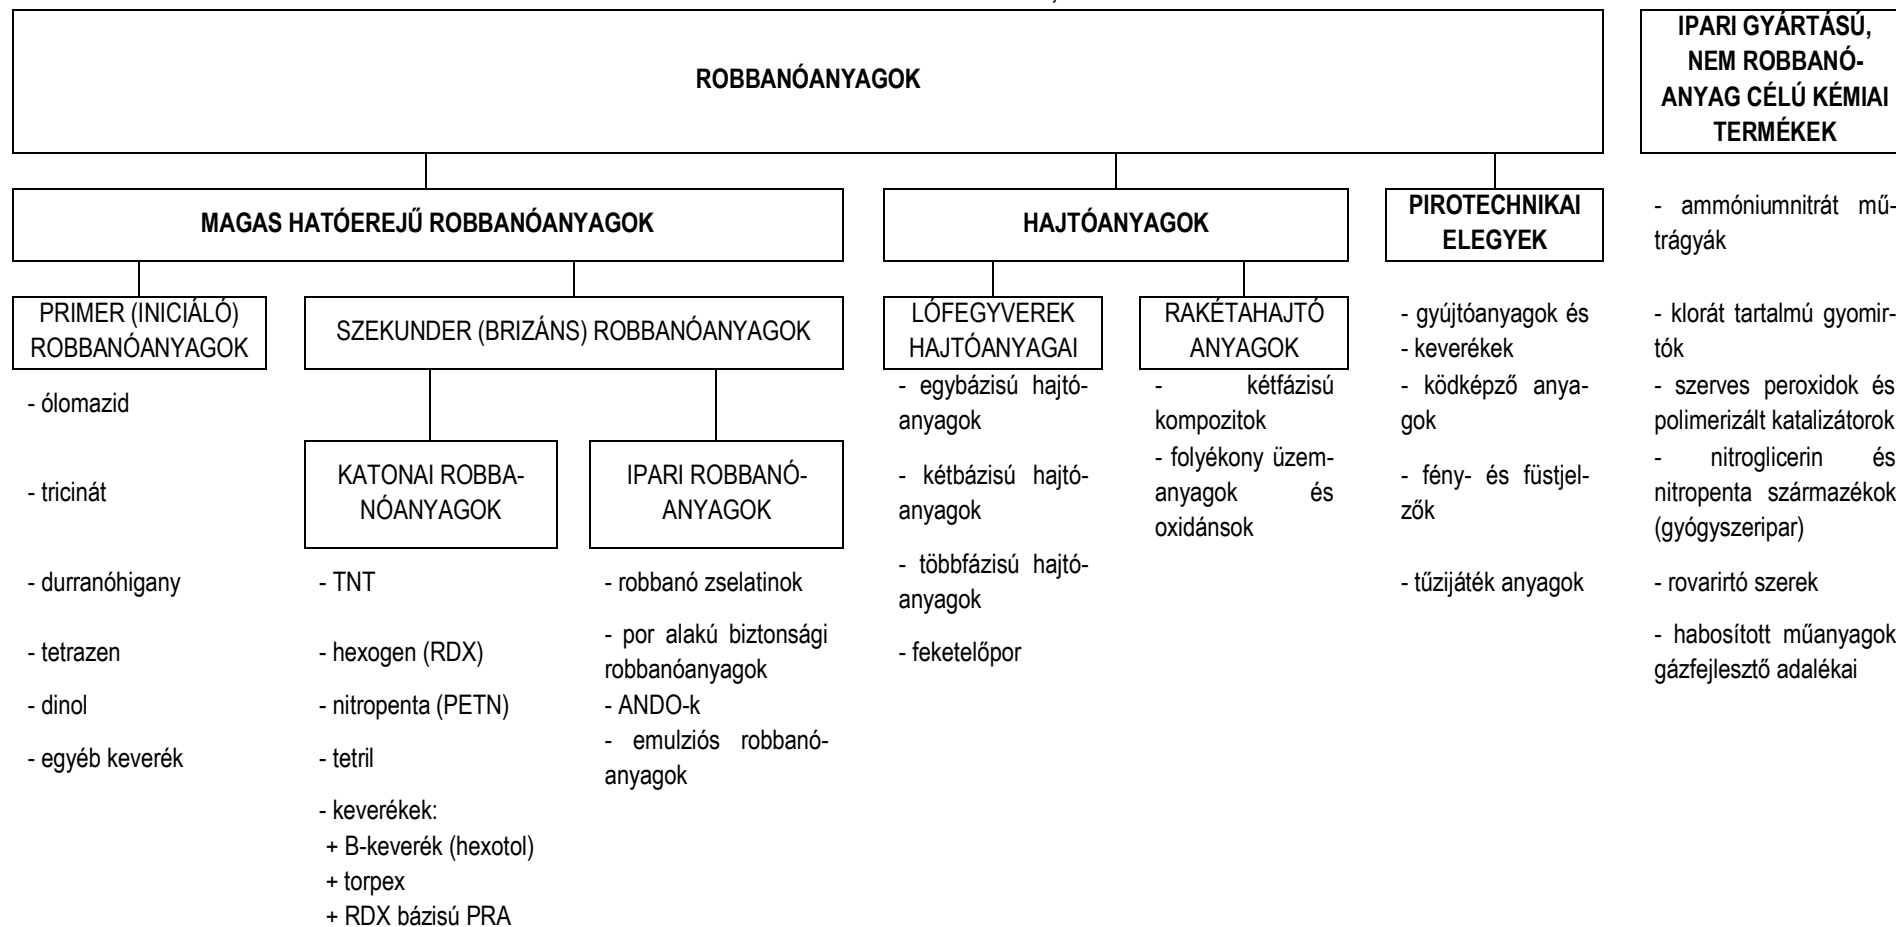 ROBBANÓANYAGOK
IPARI GYÁRTÁSÚ,
NEM ROBBANÓ-
ANYAG CÉLÚ KÉMIAI
TERMÉKEK
MAGAS HATÓEREJŰ ROBBANÓANYAGOK
HAJTÓANYAGOK
PIROTECHNIKAI
ELEGYEK
- ammóniumnitrát mű-
trágyák
PRIMER (INICIÁLÓ)
ROBBANÓANYAGOK
SZEKUNDER (BRIZÁNS) ROBBANÓANYAGOK
LŐFEGYVEREK
HAJTÓANYAGAI
RAKÉTAHAJTÓ
ANYAGOK
- gyújtóanyagok és
- keverékek
- klorát tartalmú gyomir-
tók
- ólomazid
- egybázisú hajtó-
anyagok
- kétfázisú
kompozitok
- ködképző anya-
gok
- szerves peroxidok és
polimerizált katalizátorok
- tricinát
KATONAI ROBBA-
NÓANYAGOK
IPARI ROBBANÓ-
ANYAGOK
- kétbázisú hajtó-
anyagok
- folyékony üzem-
anyagok és
oxidánsok
- fény- és füstjel-
zők
- nitroglicerin és
nitropenta származékok
(gyógyszeripar)
- durranóhigany
- TNT
- robbanó zselatinok
- többfázisú hajtó-
anyagok
- tűzijáték anyagok
- rovarirtó szerek
- tetrazen
- hexogen (RDX)
- por alakú biztonsági
robbanóanyagok
- feketelőpor
- habosított műanyagok
gázfejlesztő adalékai
- dinol
- nitropenta (PETN)
- ANDO-k
- egyéb keverék
- tetril
- emulziós robbanó-
anyagok
- keverékek:
+ B-keverék (hexotol)
+ torpex
+ RDX bázisú PRA